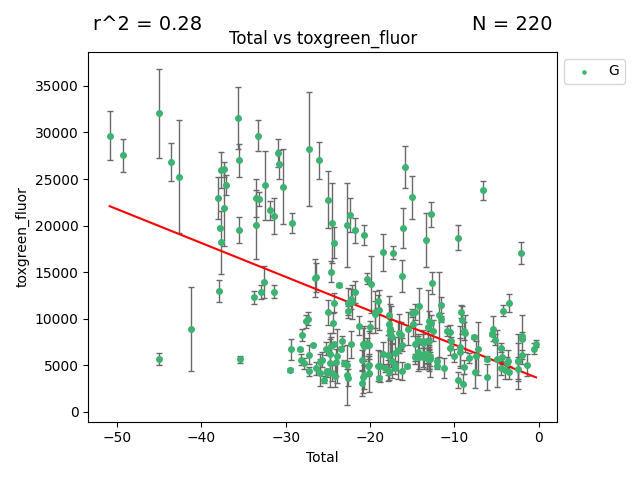 r^2 = 0.28
N = 220
Total vs toxgreen_fluor
G
35000
30000
25000
20000
15000
10000
5000
0
toxgreen_fluor
−50
−40
−30
−20
−10
0
Total